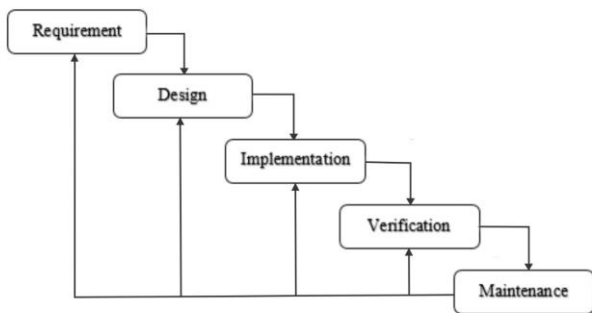 Requirement
Design
Implementation
Verification
Maintenance